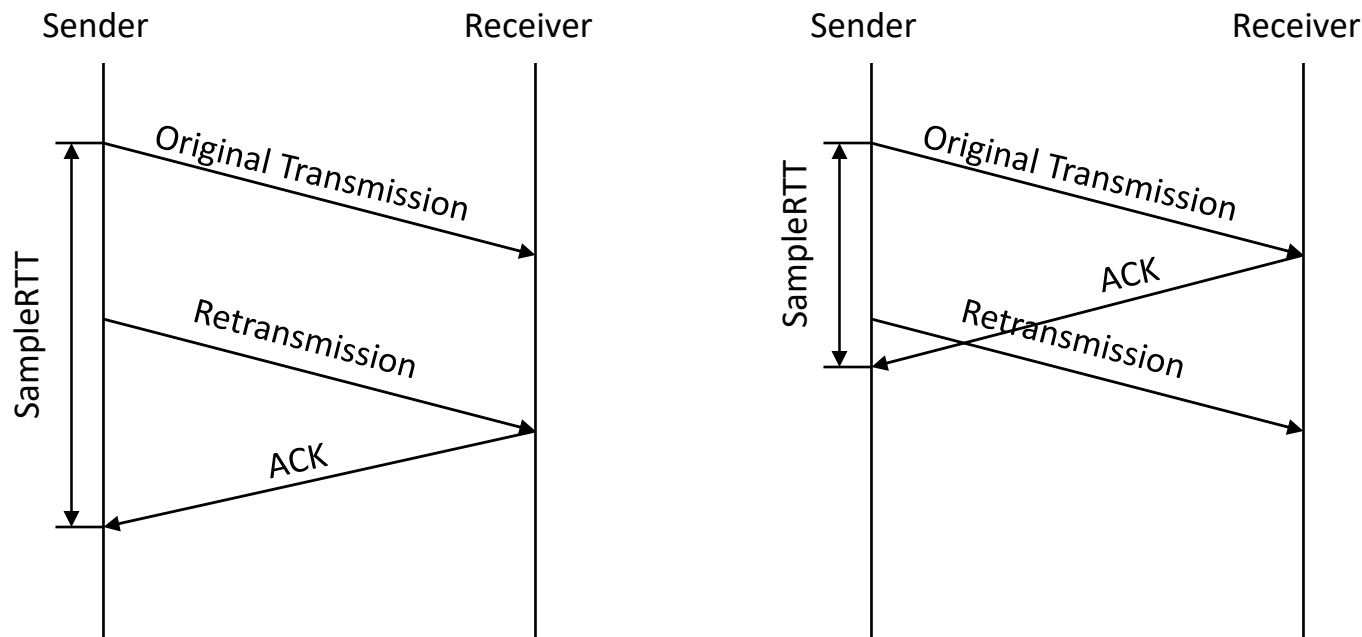 Sender
Receiver
Original Transmission
SampleRTT
Retransmission
ACK
Sender
Receiver
Original Transmission
SampleRTT
ACK
Retransmission